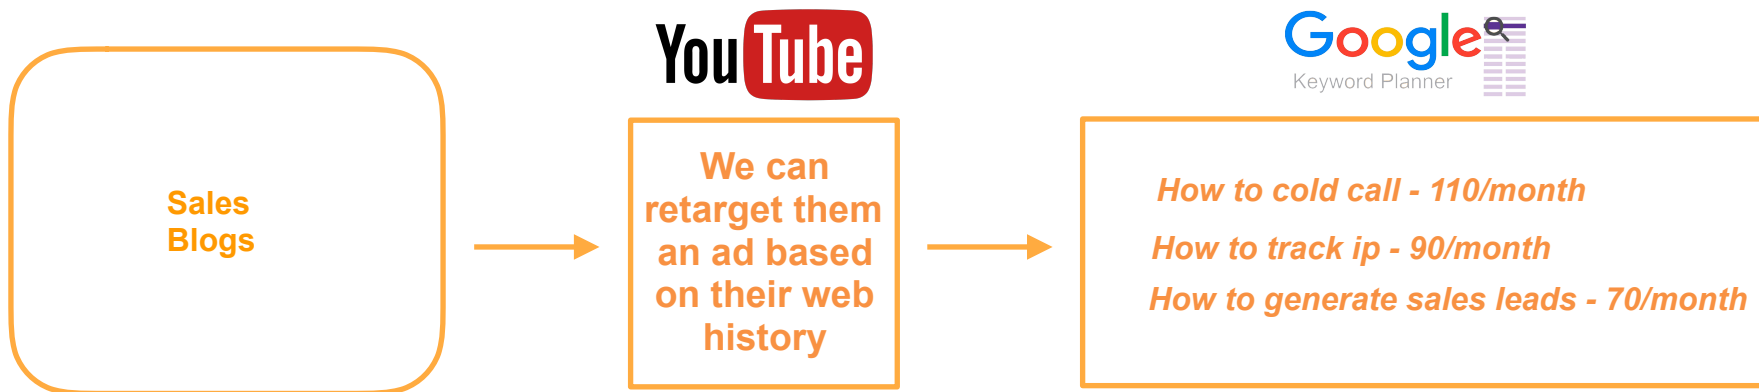 Sales
Blogs
YouTube
We can
retarget them
an ad based
on their web
history
Google
Keyword Planner
How to cold call - 110/month
How to track ip - 90/month
How to generate sales leads - 70/month